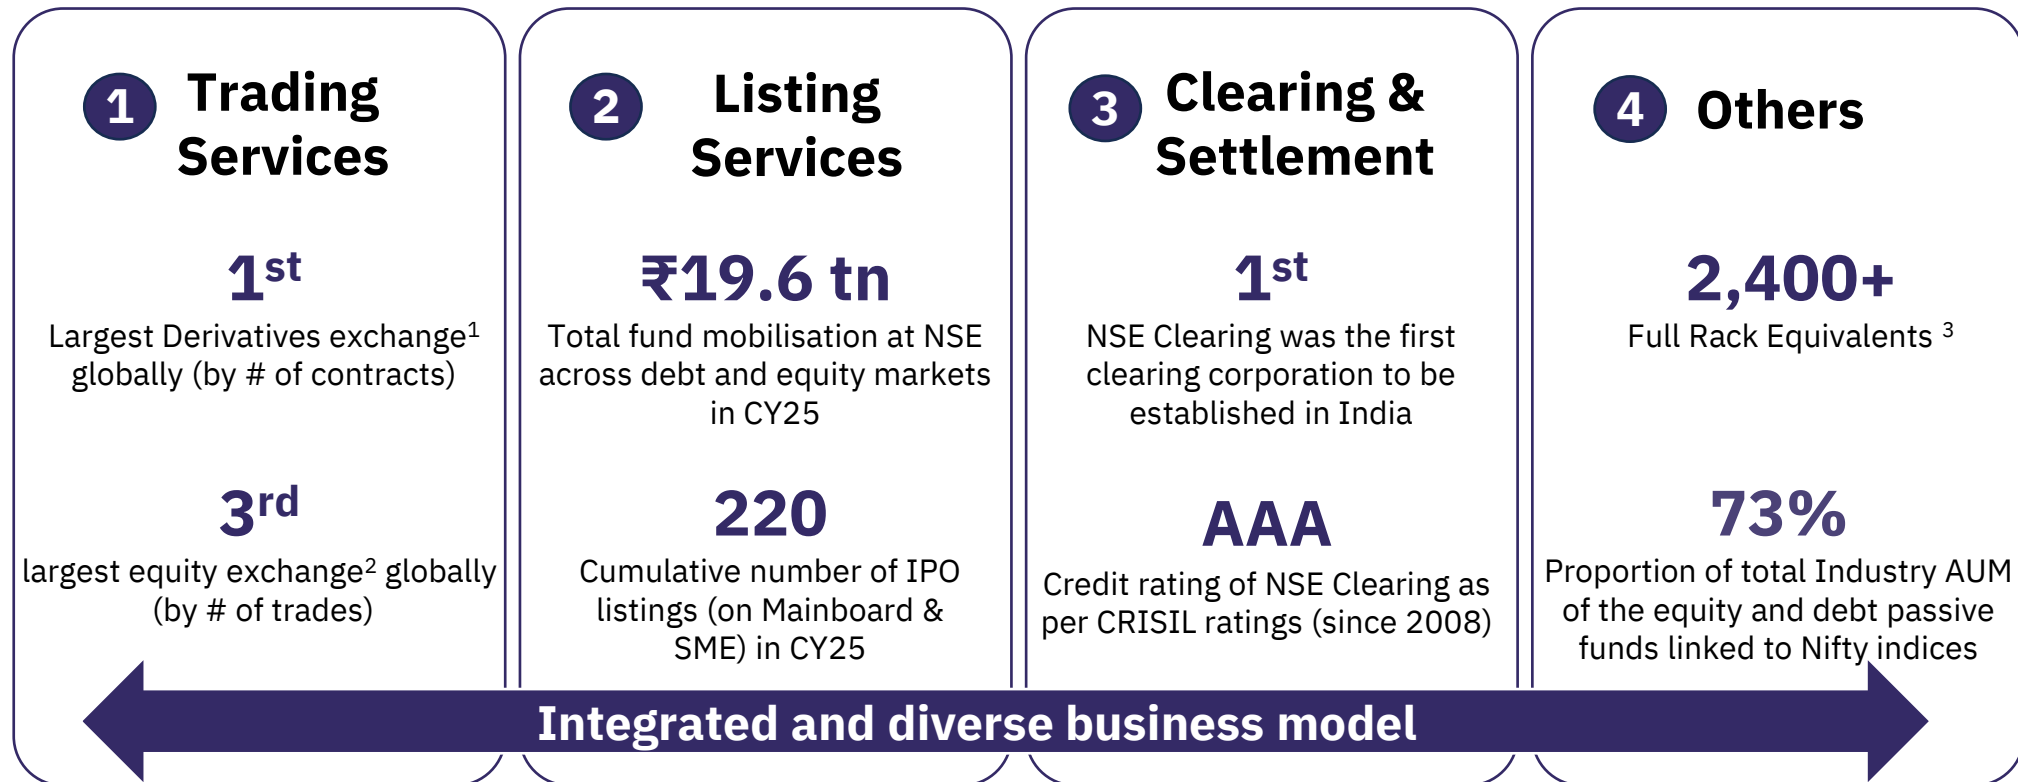 1
Trading
Services
1st
Largest Derivatives exchange1
globally (by # of contracts)
3rd
largest equity exchange2 globally
(by # of trades)
2
Listing
Services
₹19.6 tn
Total fund mobilisation at NSE
across debt and equity markets
in CY25
220
Cumulative number of IPO
listings (on Mainboard &
SME) in CY25
3
Clearing &
Settlement
1st
NSE Clearing was the first
clearing corporation to be
established in India
AAA
Credit rating of NSE Clearing as
per CRISIL ratings (since 2008)
4
Others
2,400+
Full Rack Equivalents 3
73%
Proportion of total Industry AUM
of the equity and debt passive
funds linked to Nifty indices
Integrated and diverse business model